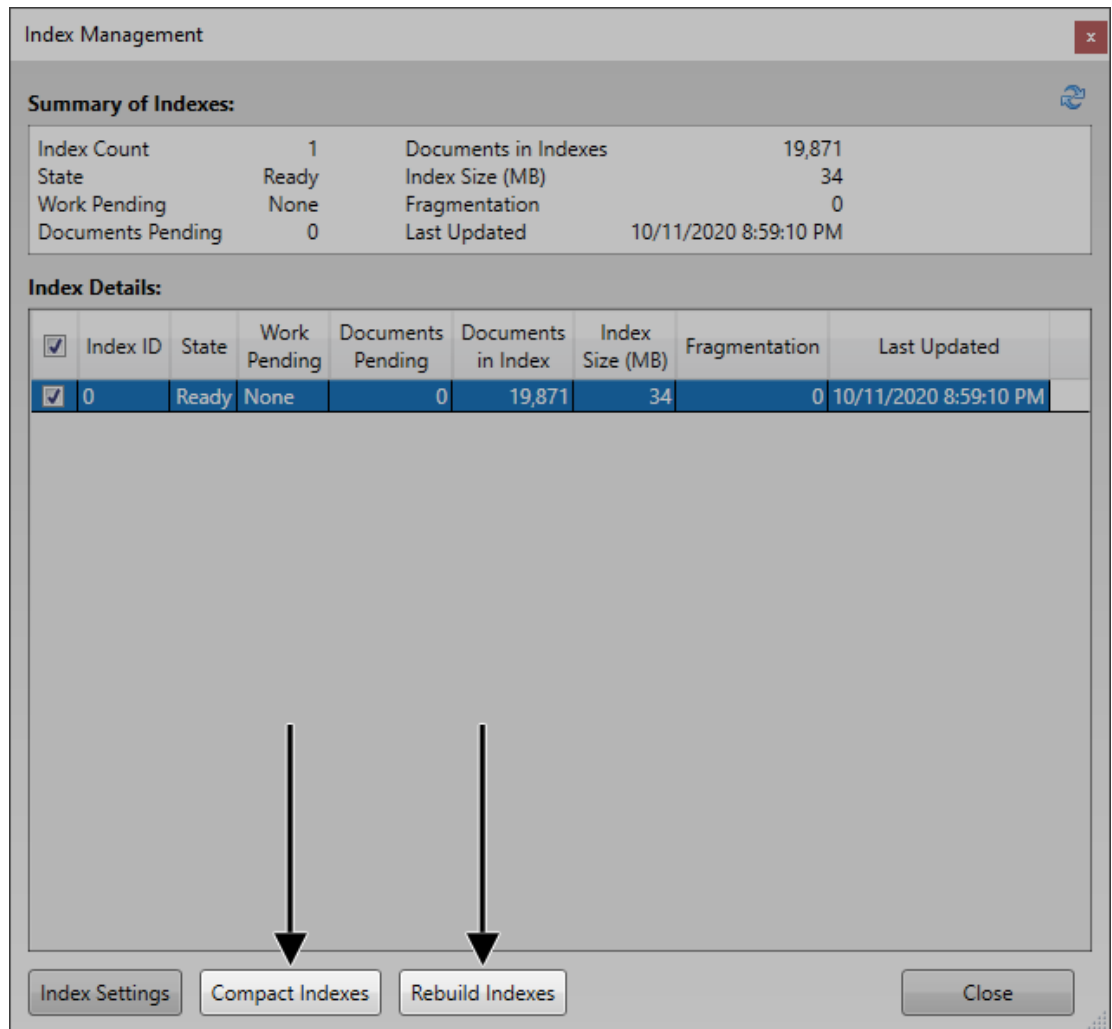 Index Management
x
Summary of Indexes:
Index Count 1 Documents in Indexes 19,871
State Ready Index Size (MB) 34
Work Pending None Fragmentation 0
Documents Pending 0 Last Updated 10/11/2020 8:59:10 PM
Index Details:
Index ID State Work Pending Documents Pending Documents in Index Index Size (MB) Fragmentation Last Updated
0 Ready None 0 19,871 34 0 10/11/2020 8:59:10 PM
Index Settings Compact Indexes Rebuild Indexes Close